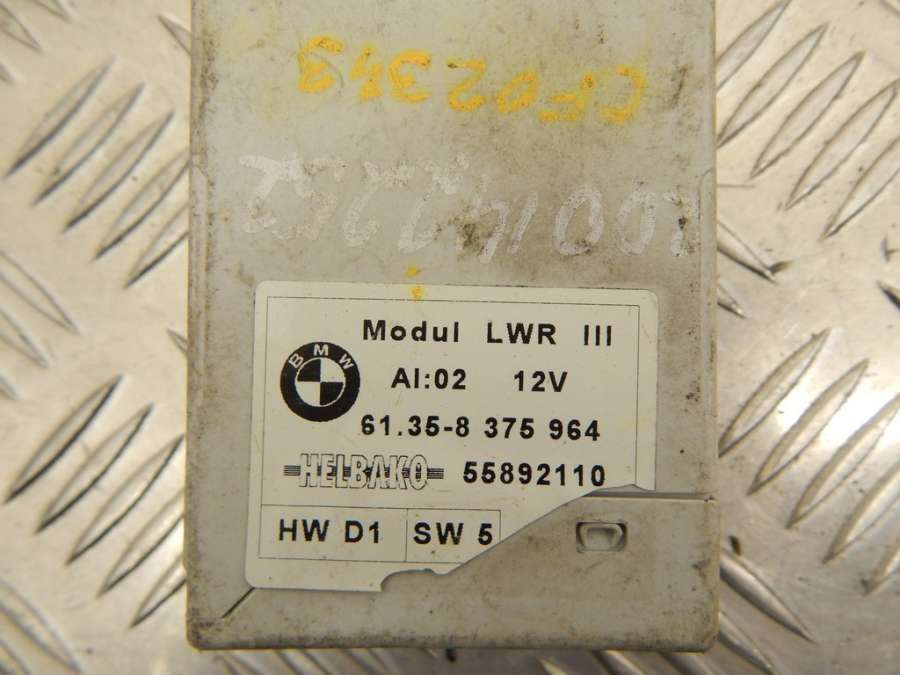 CF02343
Modul LWR III
BMW
AI:02 12V
61.35-8 375 964
HELBAKO 55892110
HW D1 SW 5